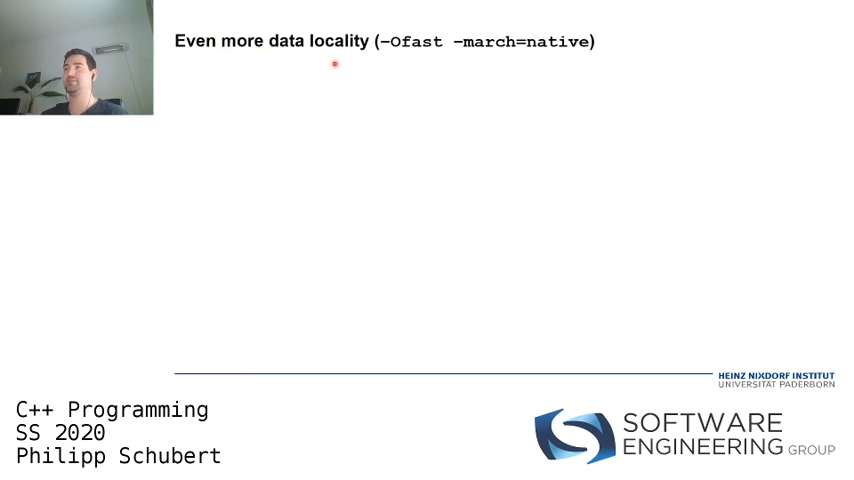 Even more data locality (-Ofast -march=native)
HEINZ NIXDORF INSTITUT
UNIVERSITÄT PADERBORN
C++ Programming
SS 2020
Philipp Schubert
SOFTWARE
ENGINEERING GROUP